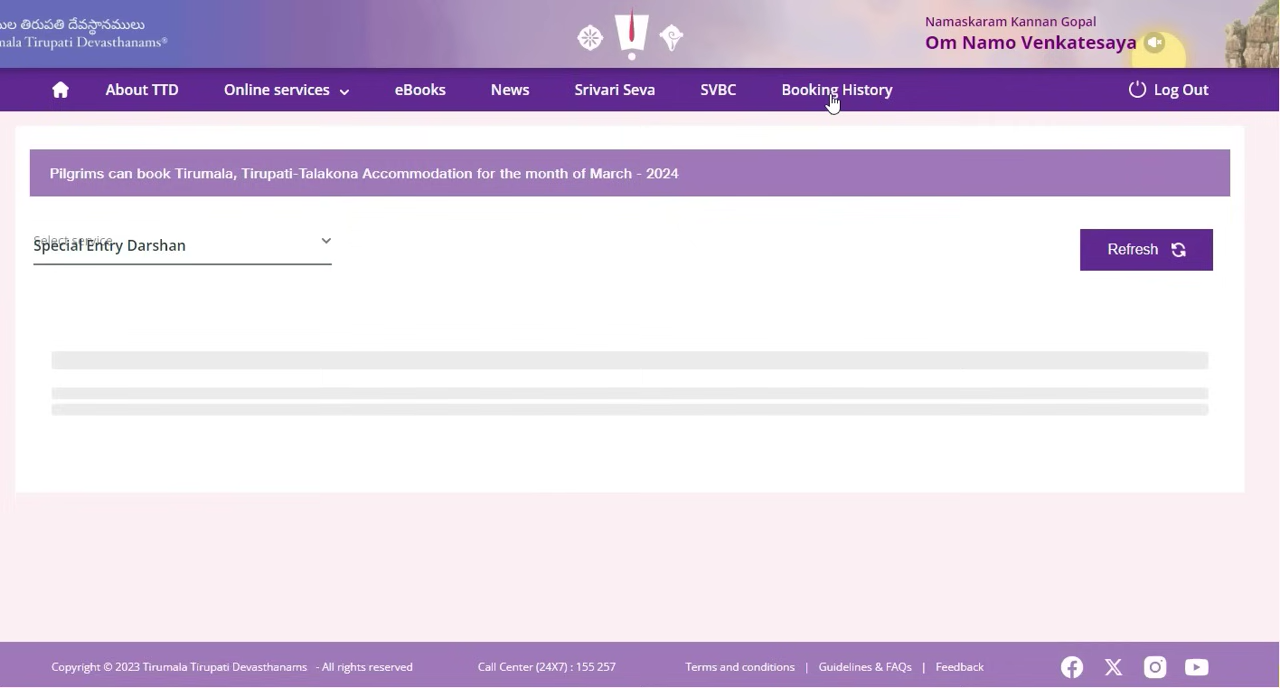 ల తిరుపతి దేవస్థానములు
mala Tirupati Devasthanams®
Namaskaram Kannan Gopal
Om Namo Venkatesaya
About TTD
Online services
eBooks
News
Srivari Seva
SVBC
Booking History
Log Out
Pilgrims can book Tirumala, Tirupati-Talakona Accommodation for the month of March - 2024
Select service
Special Entry Darshan
Refresh
Copyright © 2023 Tirumala Tirupati Devasthanams - All rights reserved
Call Center (24X7) : 155 257
Terms and conditions | Guidelines & FAQs | Feedback